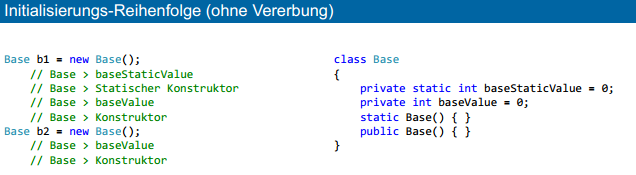 Initialisierungs-Reihenfolge (ohne Vererbung)
Base b1 = new Base();
// Base > baseStaticValue
// Base > Statischer Konstruktor
// Base > baseValue
// Base > Konstruktor
Base b2 = new Base();
// Base > baseValue
// Base > Konstruktor
class Base
{
private static int baseStaticValue = 0;
private int baseValue = 0;
static Base() { }
public Base() { }
}